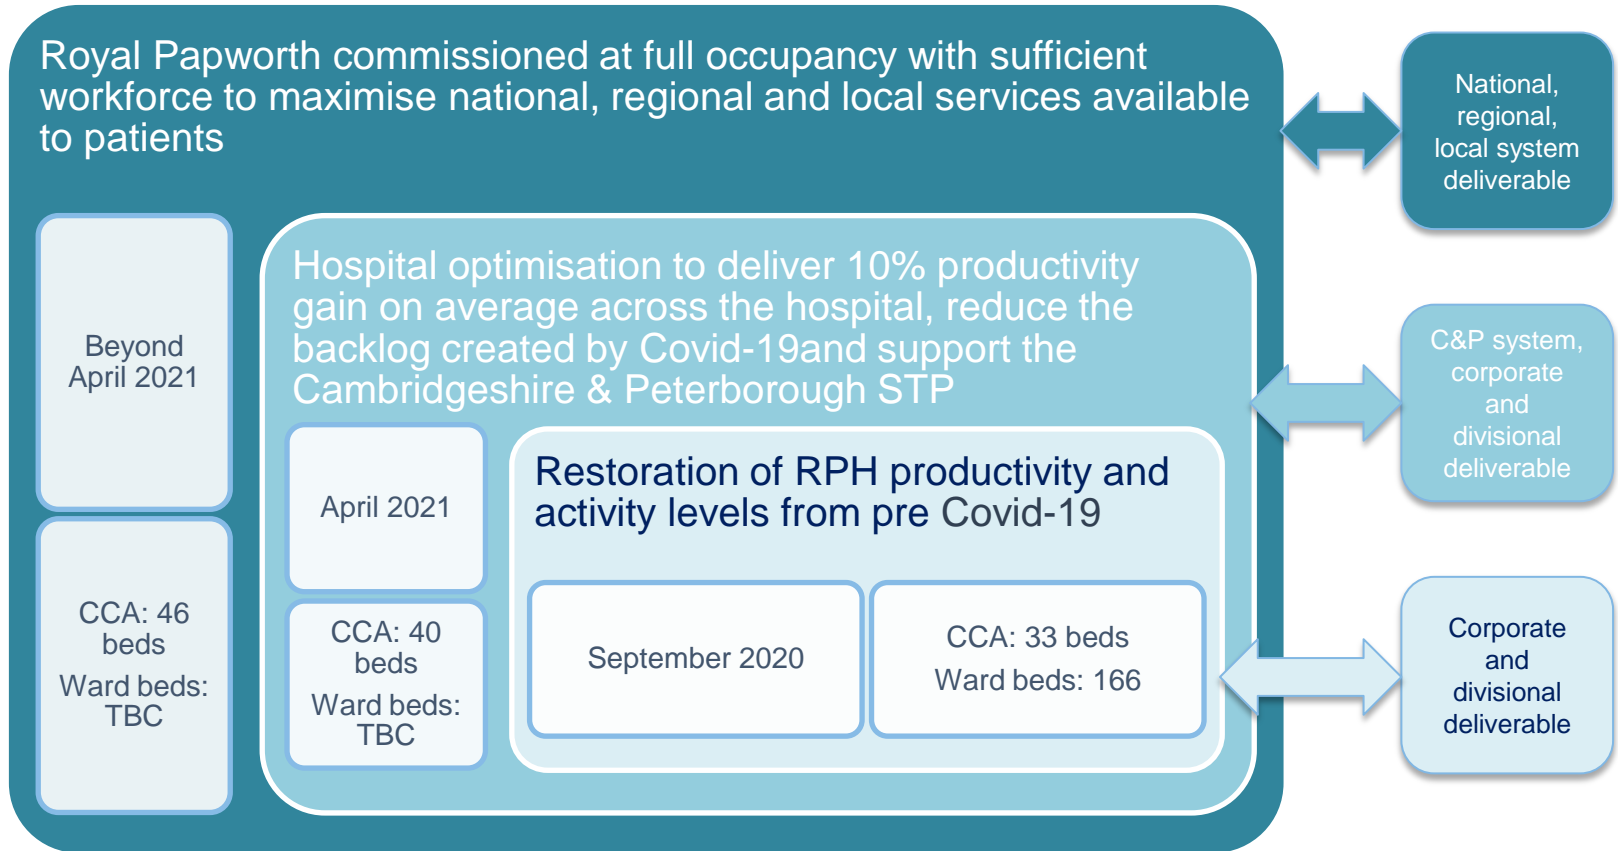 Royal Papworth commissioned at full occupancy with sufficient
workforce to maximise national, regional and local services available
to patients
National,
regional,
local system
deliverable
Beyond
April 2021
CCA: 46
beds
Ward beds:
TBC
Hospital optimisation to deliver 10% productivity
gain on average across the hospital, reduce the
backlog created by Covid-19and support the
Cambridgeshire & Peterborough STP
C&P system,
corporate
and
divisional
deliverable
April 2021
CCA: 40
beds
Ward beds:
TBC
Restoration of RPH productivity and
activity levels from pre Covid-19
September 2020
CCA: 33 beds
Ward beds: 166
Corporate
and
divisional
deliverable